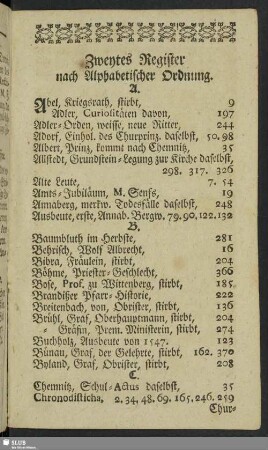 Zweytes Register
nach Alphabetischer Ordnung.
A.
Abel, Kriegsrath, stirbt, 9
Adler, Curiositäten davon, 197
Adler-Orden, weisse, neue Ritter, 244
Adorf, Einhol. des Churprinz. daselbst, 50. 98
Albert, Prinz, kommt nach Chemnitz, 35
Allstedt, Grundstein-Legung zur Kirche daselbst,
298. 317. 326
Alte Leute, 7. 54
Amts-Jubiläum, M. Senfs, 19
Annaberg, merkw. Todesfälle daselbst, 248
Ausbeute, erste, Annab. Bergw. 79. 90, 122. 132
B.
Baumbluth im Herbste, 281
Behrisch, Wolf Albrecht, 16
Bibra, Fräulein, stirbt, 204
Böhme, Priester-Geschlecht, 366
Bose, Prof. zu Wittenberg, stirbt, 185
Brandißer Pfarr-Historie, 222
Breitenbach, von, Obrister, stirbt, 136
Brühl, Graf, Oberhauptmann, stirbt, 204
- Gräfin, Prem. Ministerin, stirbt, 274
Buchholz, Ausbeute von 1547. 123
Bünau, Graf, der Gelehrte, stirbt, 162. 370
Byland, Graf, Obrister, stirbt, 208
C.
Chemnitz, Schul-Actus daselbst, 35
Chronodisticha, 2. 34. 48. 69. 165. 246. 259
Chur-
SLUB